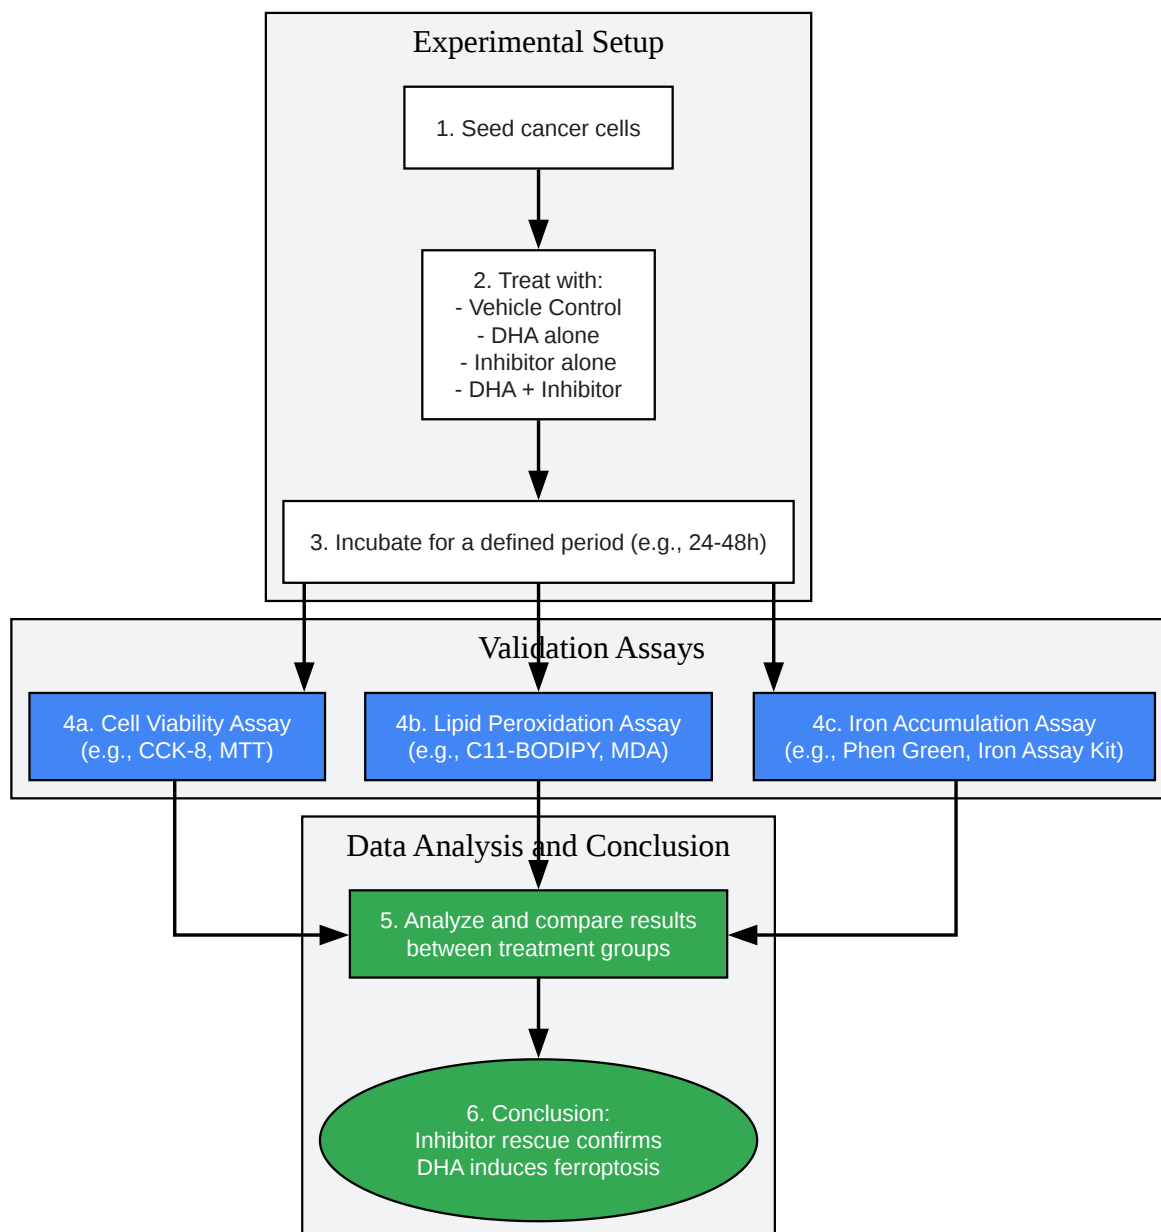 Experimental Setup
1. Seed cancer cells
2. Treat with:
- Vehicle Control
- DHA alone
- Inhibitor alone
- DHA + Inhibitor
3. Incubate for a defined period (e.g., 24-48h)
Validation Assays
4a. Cell Viability Assay
(e.g., CCK-8, MTT)
4b. Lipid Peroxidation Assay
(e.g., C11-BODIPY, MDA)
4c. Iron Accumulation Assay
(e.g., Phen Green, Iron Assay Kit)
Data Analysis and Conclusion
5. Analyze and compare results
between treatment groups
6. Conclusion:
Inhibitor rescue confirms
DHA induces ferroptosis